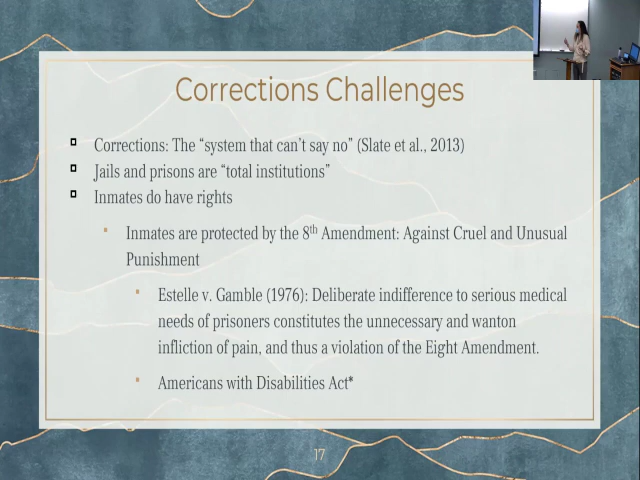 Corrections Challenges
Corrections: The “system that can’t say no” (Slate et al., 2013)
Jails and prisons are “total institutions”
Inmates do have rights
Inmates are protected by the 8th Amendment: Against Cruel and Unusual
Punishment
Estelle v. Gamble (1976): Deliberate indifference to serious medical
needs of prisoners constitutes the unnecessary and wanton
infliction of pain, and thus a violation of the Eight Amendment.
Americans with Disabilities Act*
17